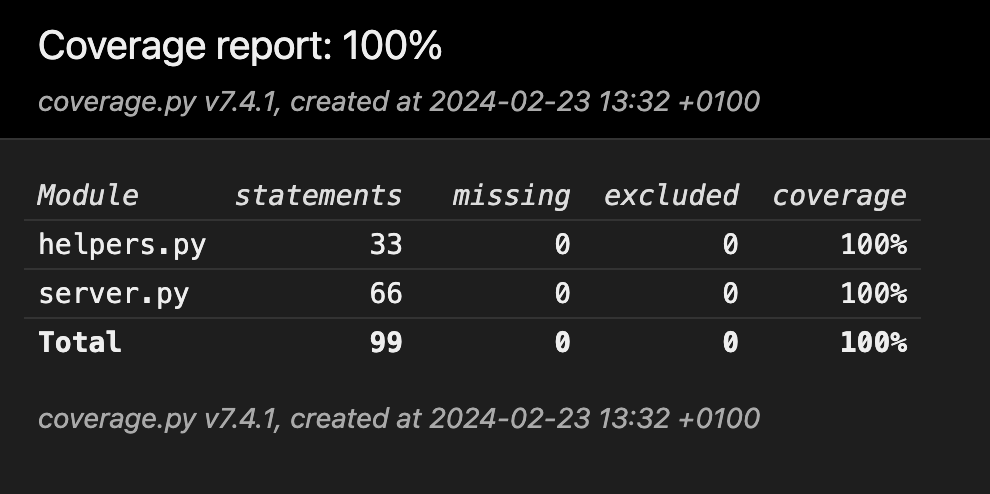 Coverage report: 100%
coverage.py v7.4.1, created at 2024-02-23 13:32 +0100
Module statements missing excluded coverage
helpers.py 33 0 0 100%
server.py 66 0 0 100%
Total 99 0 0 100%
coverage.py v7.4.1, created at 2024-02-23 13:32 +0100